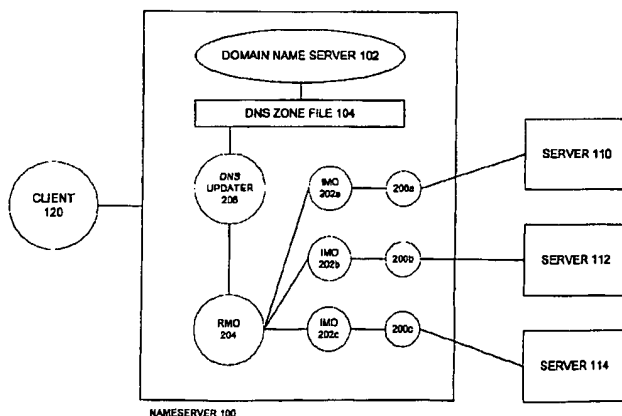 DOMAIN NAME SERVER 102
DNS ZONE FILE 104
DNS
UPDATER
206
CLIENT
120
IMO
202a
200a
SERVER 110
IMO
202b
200b
SERVER 112
RMO
204
IMO
202c
200c
SERVER 114
NAMESERVER 100